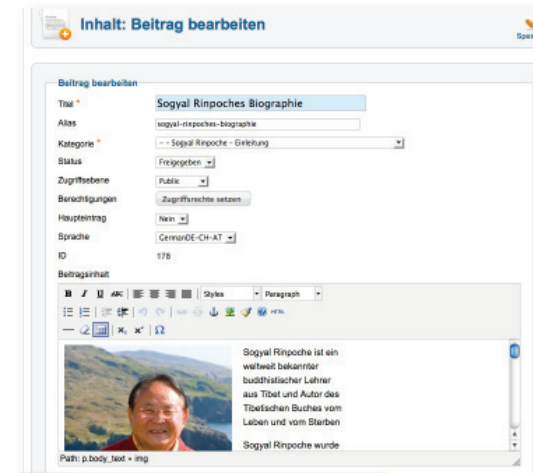 Inhalt: Beitrag bearbeiten
Spei
Beitrag bearbeiten
Titel * Sogyal Rinpoches Biographie
Alias sogyal-rinpoches-biographie
Kategorie * - - Sogyal Rinpoche - Einleitung
Status Freigegeben
Zugriffsebene Public
Berechtigungen Zugriffsrechte setzen
Haupteintrag Nein
Sprache GermanDE-CH-AT
ID 178
Beitragsinhalt
B I U ABC Styles Paragraph
HTML
x, x' Ω
Sogyal Rinpoche ist ein
weltweit bekannter
buddhistischer Lehrer
aus Tibet und Autor des
Tibetischen Buches vom
Leben und vom Sterben
Sogyal Rinpoche wurde
Path: p.body_text » img